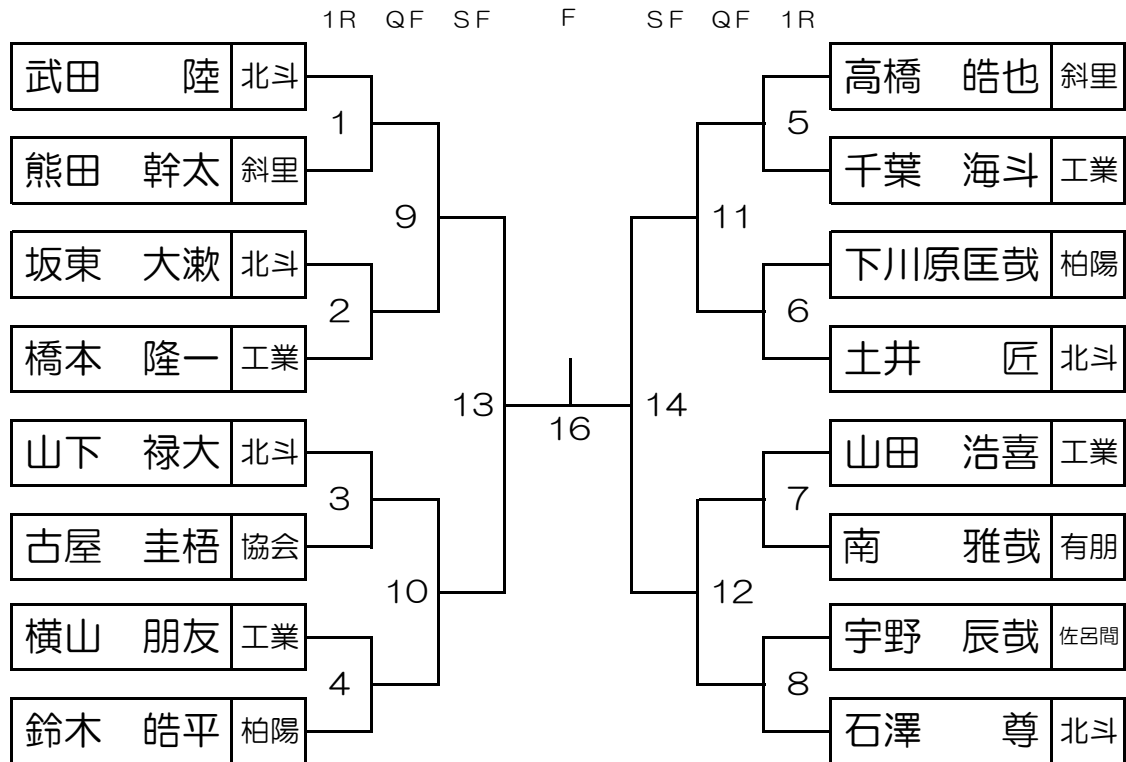 1R QF SF F SF QF 1R
武田 陸 北斗
高橋 皓也 斜里
1
5
熊田 幹太 斜里
千葉 海斗 工業
9
11
坂東 大漱 北斗
下川原匡哉 柏陽
2
6
橋本 隆一 工業
土井 匠 北斗
13
16
14
山下 禄大 北斗
山田 浩喜 工業
3
7
古屋 圭梧 協会
南 雅哉 有朋
10
12
横山 朋友 工業
宇野 辰哉 佐呂間
4
8
鈴木 皓平 柏陽
石澤 尊 北斗